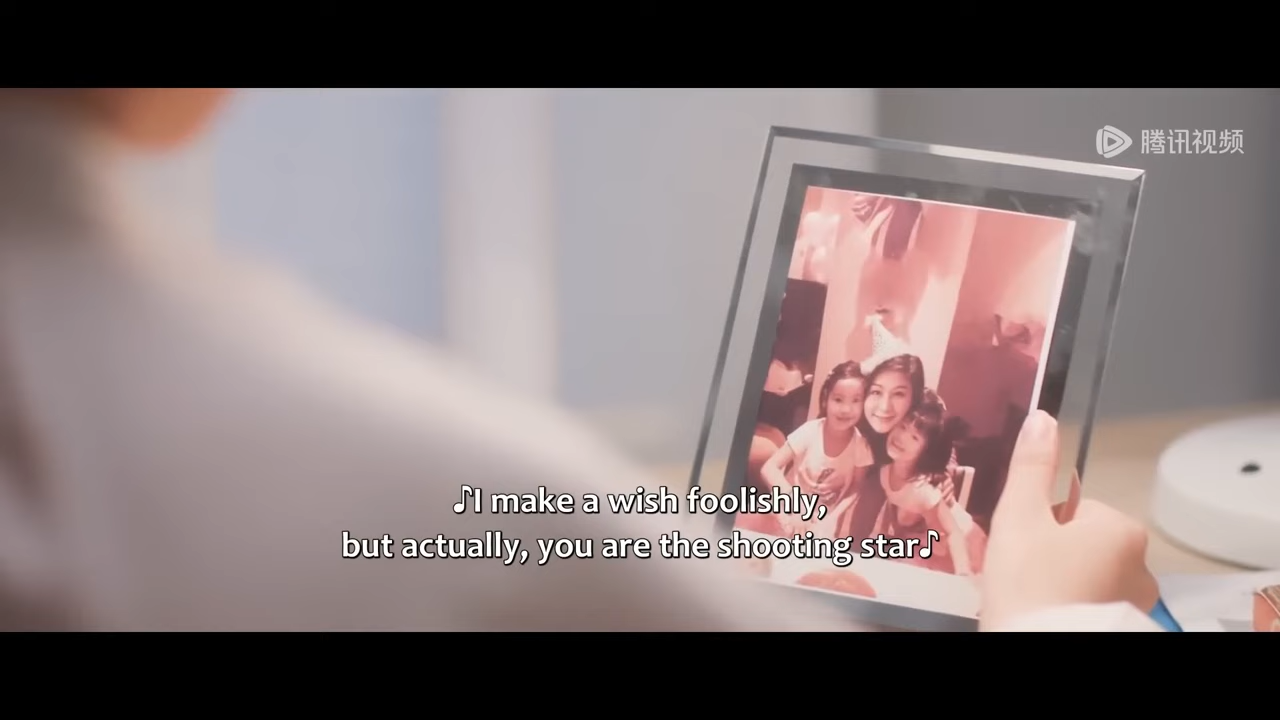 腾讯视频
♪I make a wish foolishly,
but actually, you are the shooting star♪